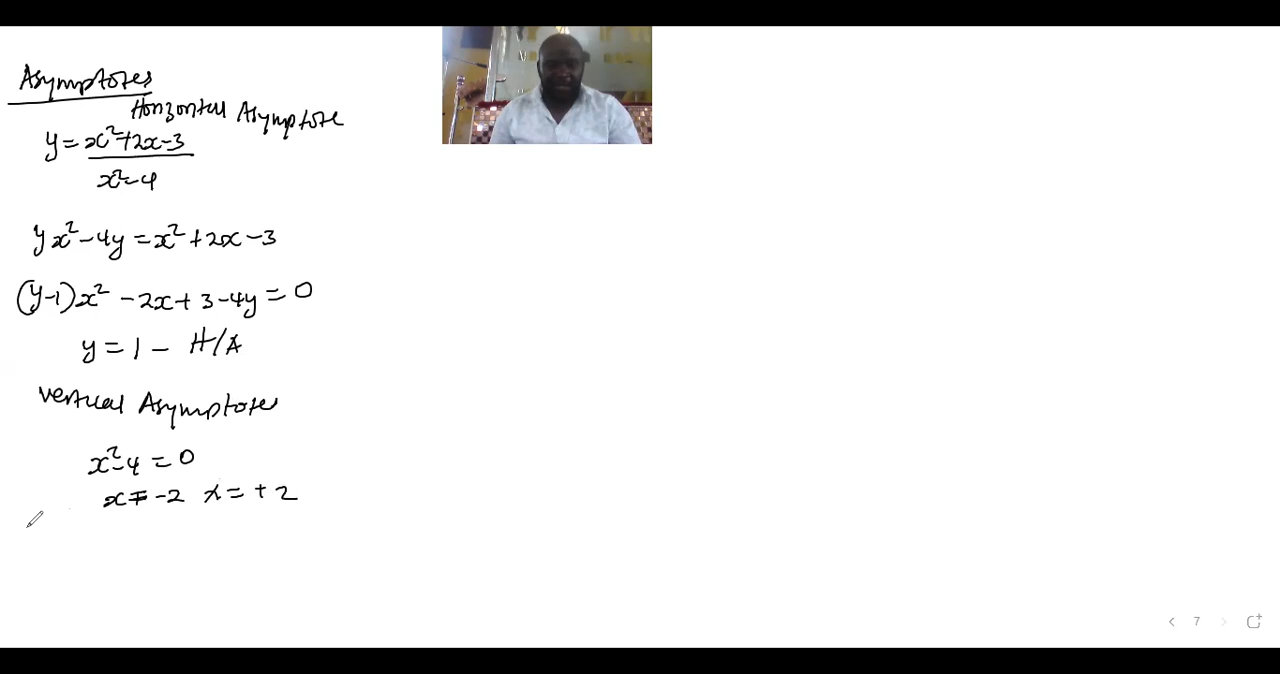 Asymptotes
Horizontal Asymptote
y = x²+2x-3
x²-4
yx²-4y = x²+2x-3
(y-1)x² -2x+3-4y = 0
y = 1 - H/A
Vertical Asymptotes
x²-4 = 0
x = -2 x = +2
7